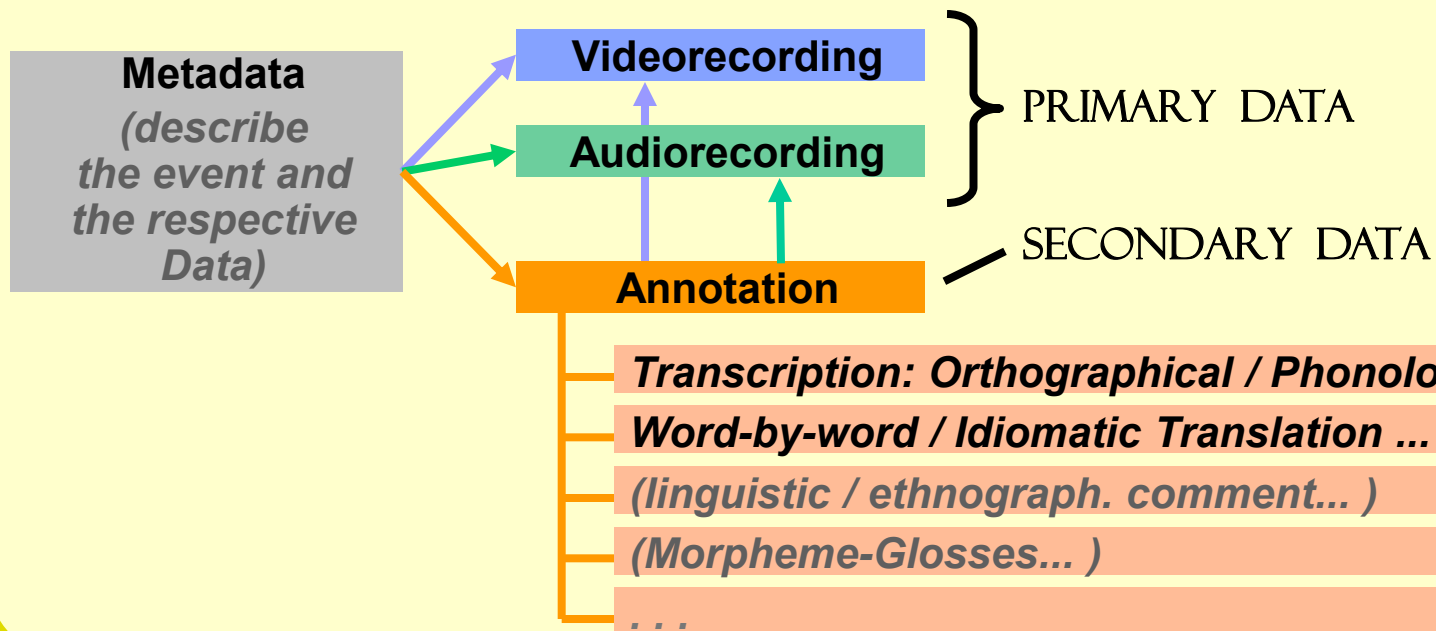 Metadata
(describe
the event and
the respective
Data)
Videorecording
Audiorecording
PRIMARY DATA
SECONDARY DATA
Annotation
Transcription: Orthographical / Phonolo
Word-by-word / Idiomatic Translation ...
(linguistic / ethnograph. comment... )
(Morpheme-Glosses... )
. . .